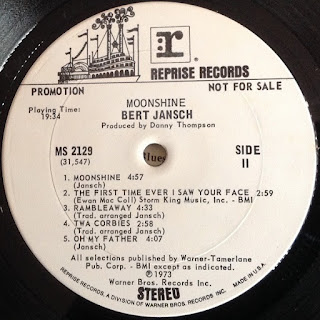 r
REPRISE RECORDS
PROMOTION
NOT FOR SALE
MOONSHINE
BERT JANSCH
Produced by Danny Thompson
Playing Time:
19:34
MS 2129
(31,547)
Blues
SIDE
II
1. MOONSHINE 4:57
(Jansch)
2. THE FIRST TIME EVER I SAW YOUR FACE 2:59
(Ewan Mac Coll) Storm King Music, Inc. - BMI
3. RAMBLEAWAY 4:33
(Trad. arranged Jansch)
4. TWA CORBIES 2:58
(Trad. arranged Jansch)
5. OH MY FATHER 4:07
(Jansch)
All selections published by Warner-Tamerlane
Pub. Corp. - BMI except as indicated.
℗1973
Warner Bros. Records Inc.
STEREO
REPRISE RECORDS, A DIVISION OF WARNER BROS. RECORDS INC. MADE IN U.S.A.